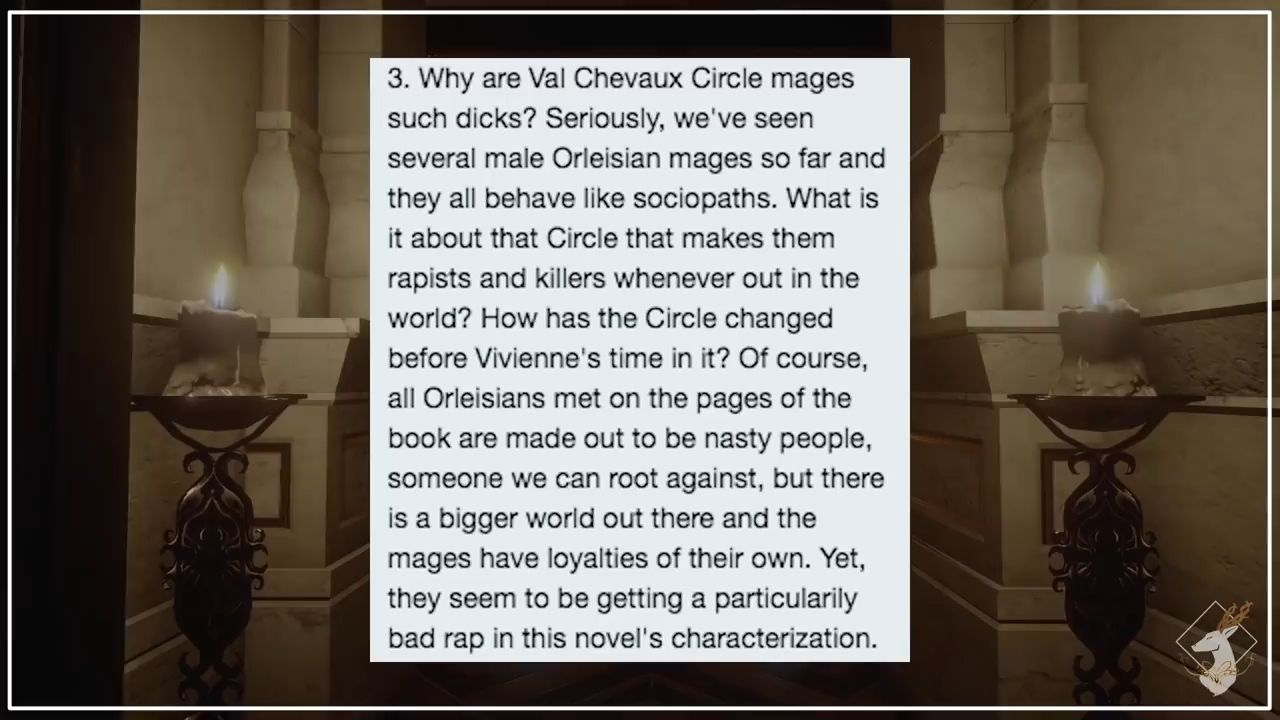 3. Why are Val Chevaux Circle mages
such dicks? Seriously, we've seen
several male Orleisian mages so far and
they all behave like sociopaths. What is
it about that Circle that makes them
rapists and killers whenever out in the
world? How has the Circle changed
before Vivienne's time in it? Of course,
all Orleisians met on the pages of the
book are made out to be nasty people,
someone we can root against, but there
is a bigger world out there and the
mages have loyalties of their own. Yet,
they seem to be getting a particularily
bad rap in this novel's characterization.